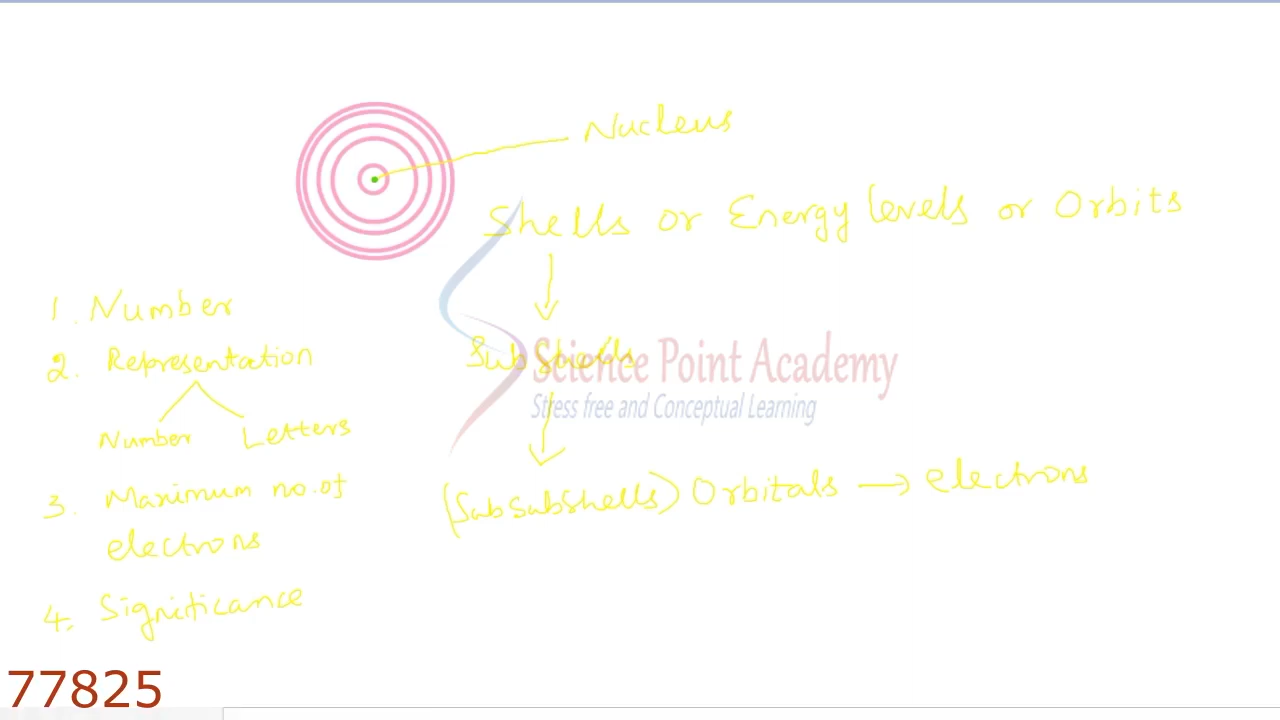 Nucleus
Shells or Energy levels or Orbits
1. Number
2. Representation
Number Letters
3. Maximum no. of
electrons
4. Significance
Subshells
Science Point Academy
Stress free and Conceptual Learning
(Subsubshells) Orbitals → electrons
77825